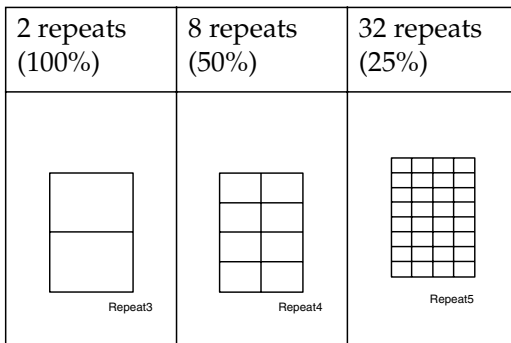 2 repeats
(100%)
8 repeats
(50%)
32 repeats
(25%)
Repeat3
Repeat4
Repeat5